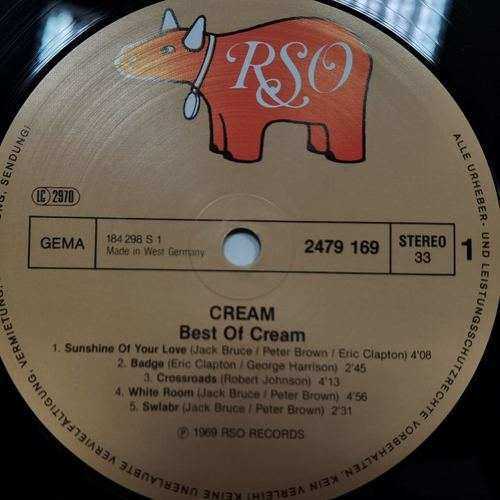 RSO
LC 2970
GEMA
184 298 S 1
Made in West Germany
2479 169
STEREO
33
1
CREAM
Best Of Cream
1. Sunshine Of Your Love (Jack Bruce / Peter Brown / Eric Clapton) 4'08
2. Badge (Eric Clapton / George Harrison) 2'45
3. Crossroads (Robert Johnson) 4'13
4. White Room (Jack Bruce / Peter Brown) 4'56
5. Swlabr (Jack Bruce / Peter Brown) 2'31
℗ 1969 RSO RECORDS
ALLE URHEBER- UND LEISTUNGSSCHUTZRECHTE VORBEHALTEN. KEIN VERLEIH! KEINE UNERLAUBTE VERVIELFÄLTIGUNG, VERMIETUNG, SENDUNG!